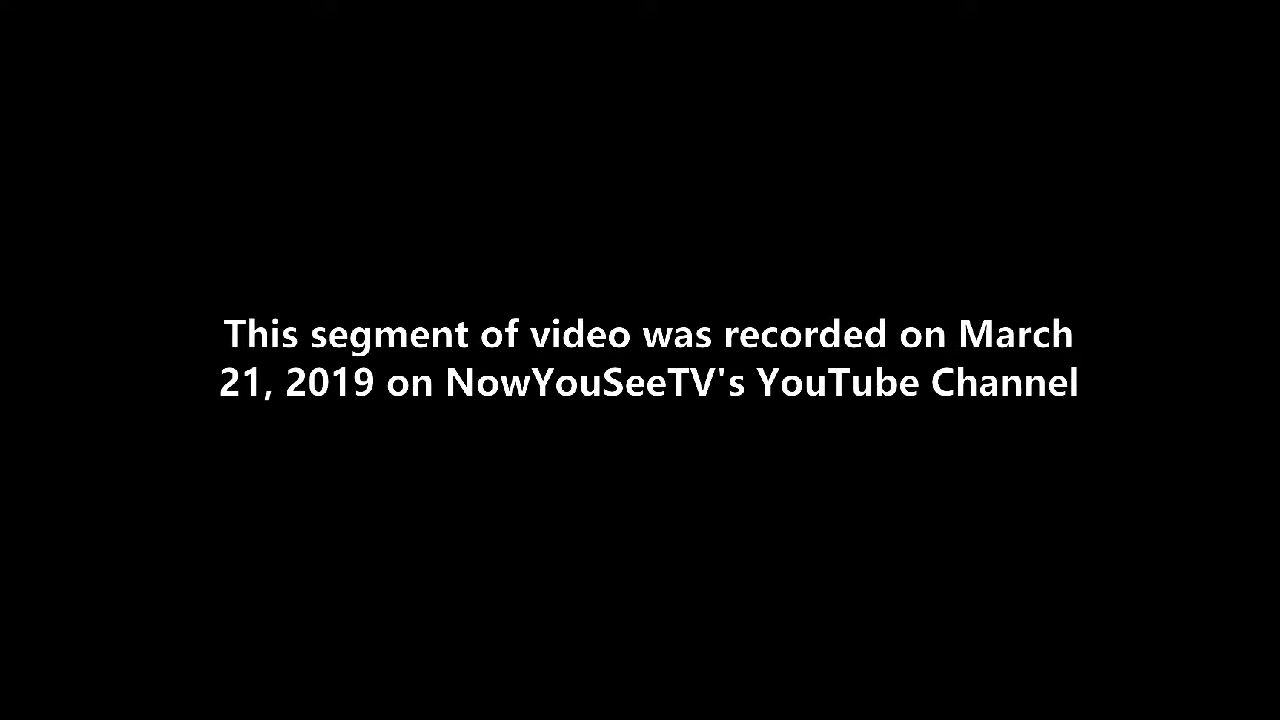 This segment of video was recorded on March
21, 2019 on NowYouSeeTV's YouTube Channel